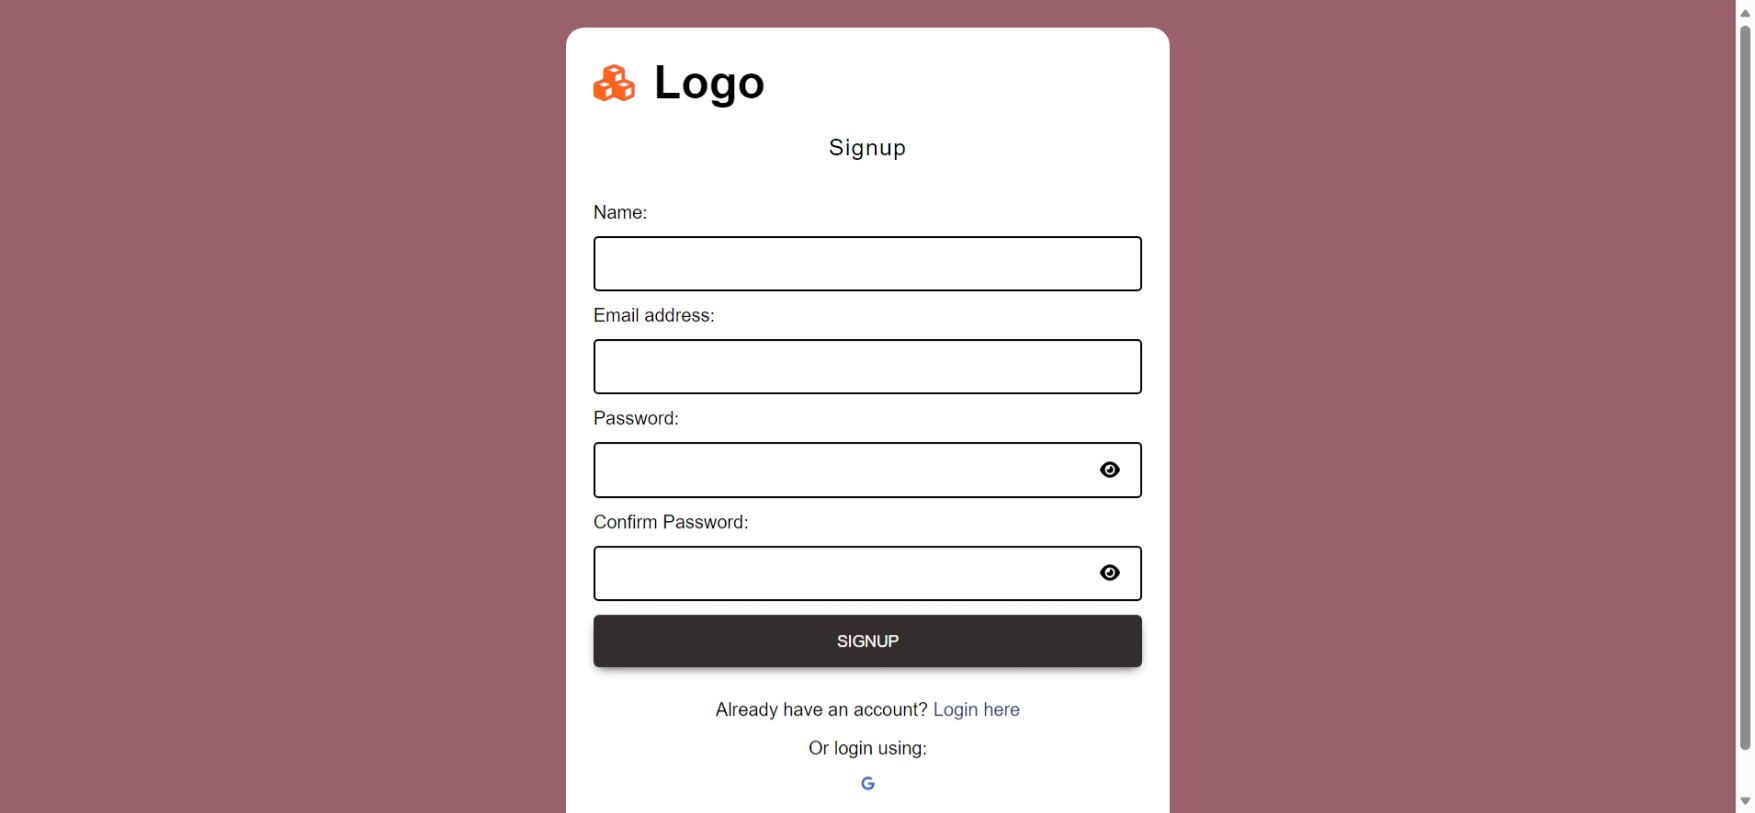 Logo
Signup
Name:
Email address:
Password:
Confirm Password:
SIGNUP
Already have an account? Login here
Or login using:
G